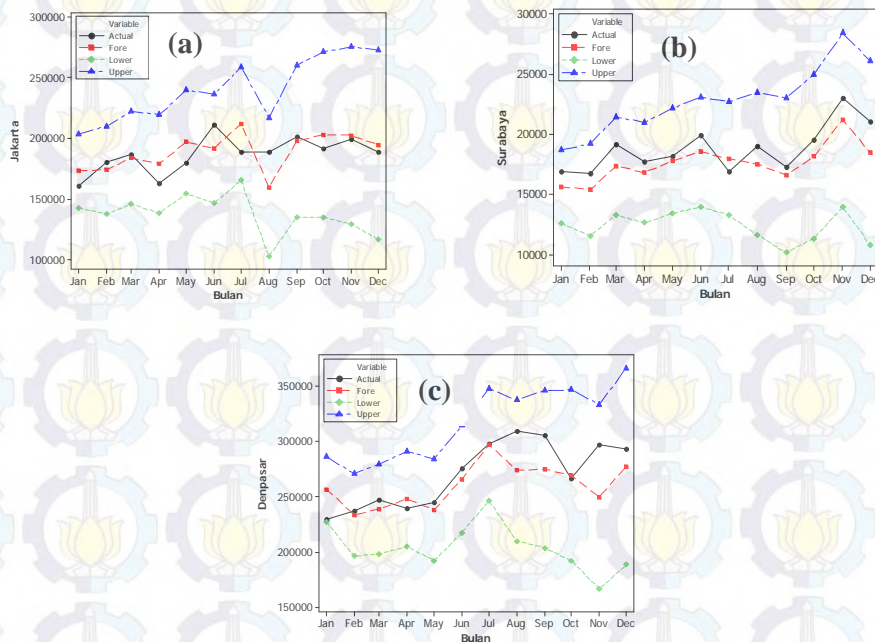 300000
250000
200000
150000
100000
Jakarta
Variable
Actual
Fore
Lower
Upper
(a)
Jan Feb Mar Apr May Jun Jul Aug Sep Oct Nov Dec
Bulan
30000
25000
20000
15000
10000
Surabaya
Variable
Actual
Fore
Lower
Upper
(b)
Jan Feb Mar Apr May Jun Jul Aug Sep Oct Nov Dec
Bulan
350000
300000
250000
200000
150000
Denpasar
Variable
Actual
Fore
Lower
Upper
(c)
Jan Feb Mar Apr May Jun Jul Aug Sep Oct Nov Dec
Bulan